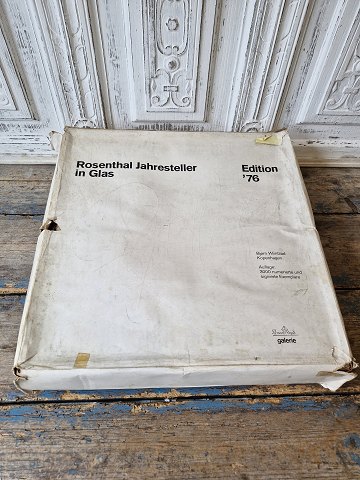 Rosenthal Jahresteller
in Glas
Edition
'76
Bjørn Wiinblad
Kopenhagen
Auflage:
3000 numerierte und
signierte Exemplare
galerie